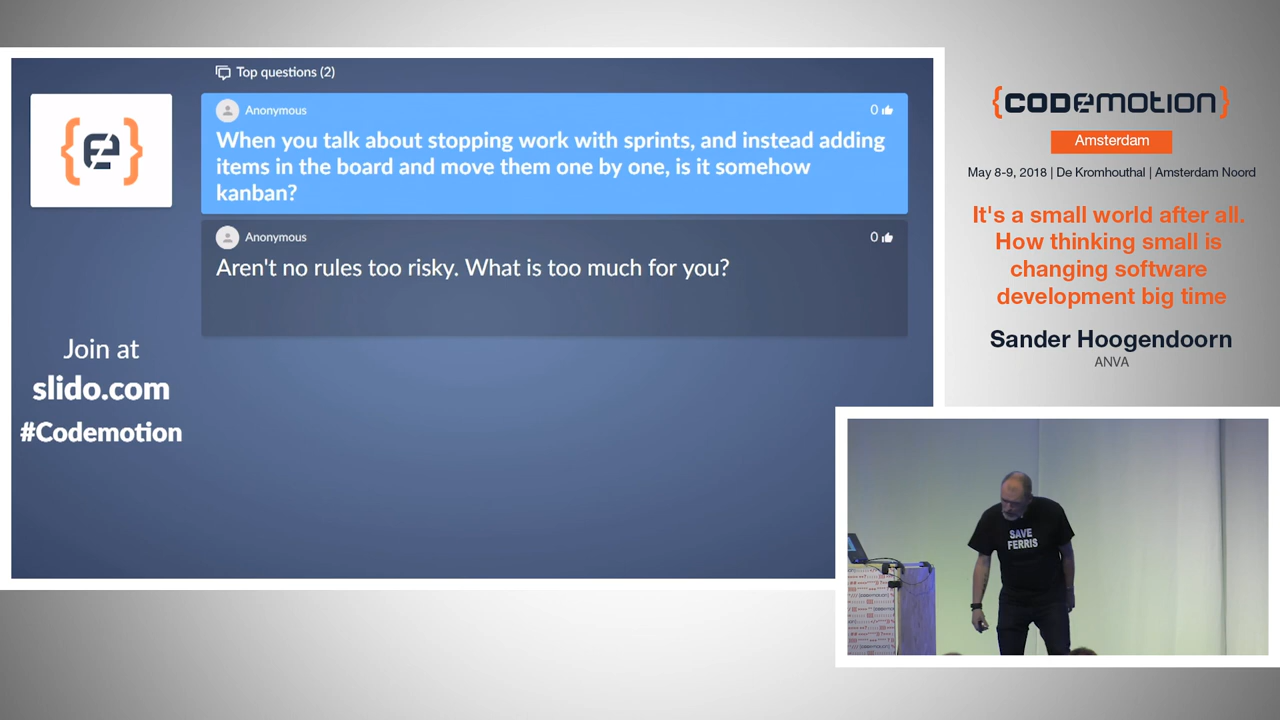 Top questions (2)
Anonymous
0
When you talk about stopping work with sprints, and instead adding
items in the board and move them one by one, is it somehow
kanban?
Anonymous
0
Aren't no rules too risky. What is too much for you?
Join at
slido.com
#Codemotion
{CODEMOTION}
Amsterdam
May 8-9, 2018 | De Kromhouthal | Amsterdam Noord
It's a small world after all.
How thinking small is
changing software
development big time
Sander Hoogendoorn
ANVA
SAVE
FERRIS